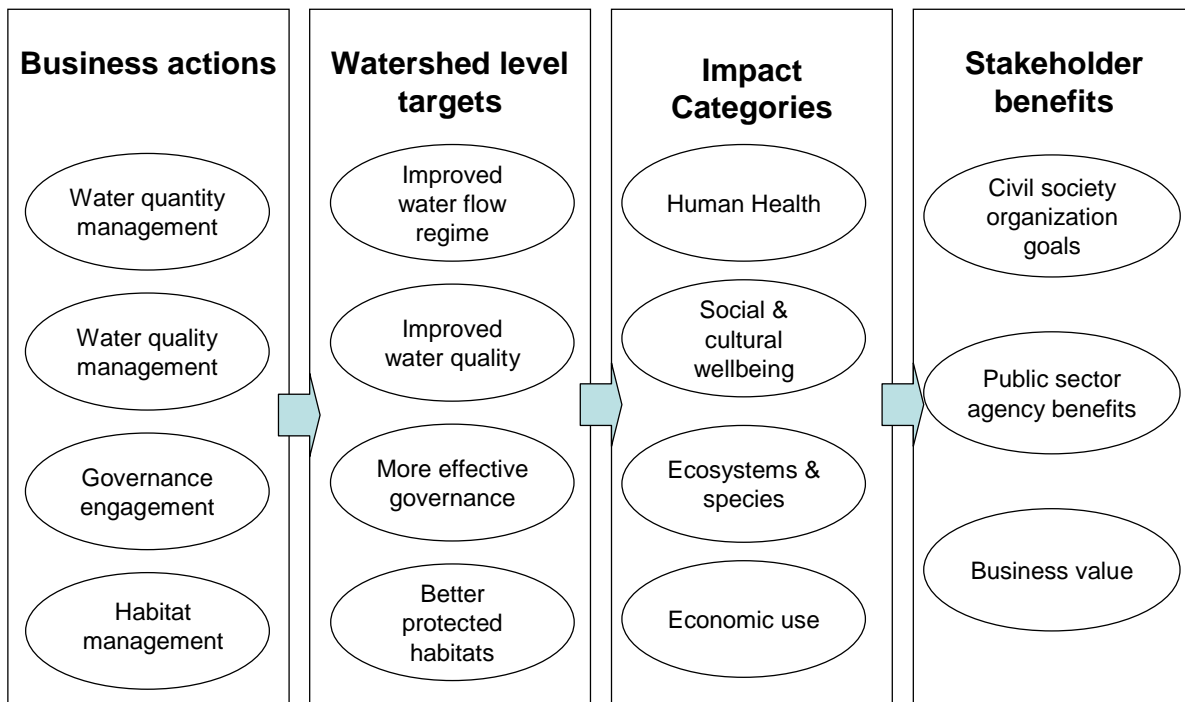 Business actions
Water quantity
management
Water quality
management
Governance
engagement
Habitat
management
Watershed level
targets
Improved
water flow
regime
Improved
water quality
More effective
governance
Better
protected
habitats
Impact
Categories
Human Health
Social &
cultural
wellbeing
Ecosystems &
species
Economic use
Stakeholder
benefits
Civil society
organization
goals
Public sector
agency benefits
Business value